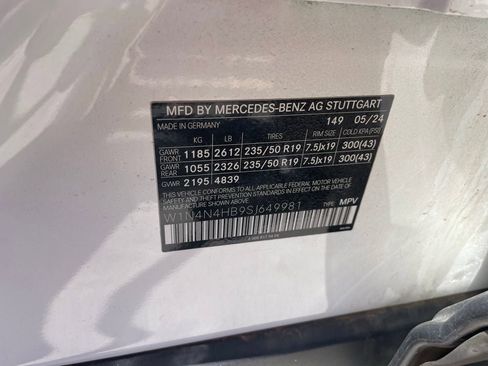 MFD BY MERCEDES-BENZ AG STUTTGART
MADE IN GERMANY 149 05/24
KG LB TIRES RIM SIZE COLD KPA (PSI)
GAWR FRONT 1185 2612 235/50 R19 7.5Jx19 300(43)
GAWR REAR 1055 2326 235/50 R19 7.5Jx19 300(43)
GVWR 2195 4839
THIS VEHICLE CONFORMS TO ALL APPLICABLE FEDERAL MOTOR VEHICLE
SAFETY AND THEFT PREVENTION STANDARDS IN EFFECT ON THE DATE OF
MANUFACTURE SHOWN ABOVE.
W1N4N4HB9SJ649981 TYPE: MPV